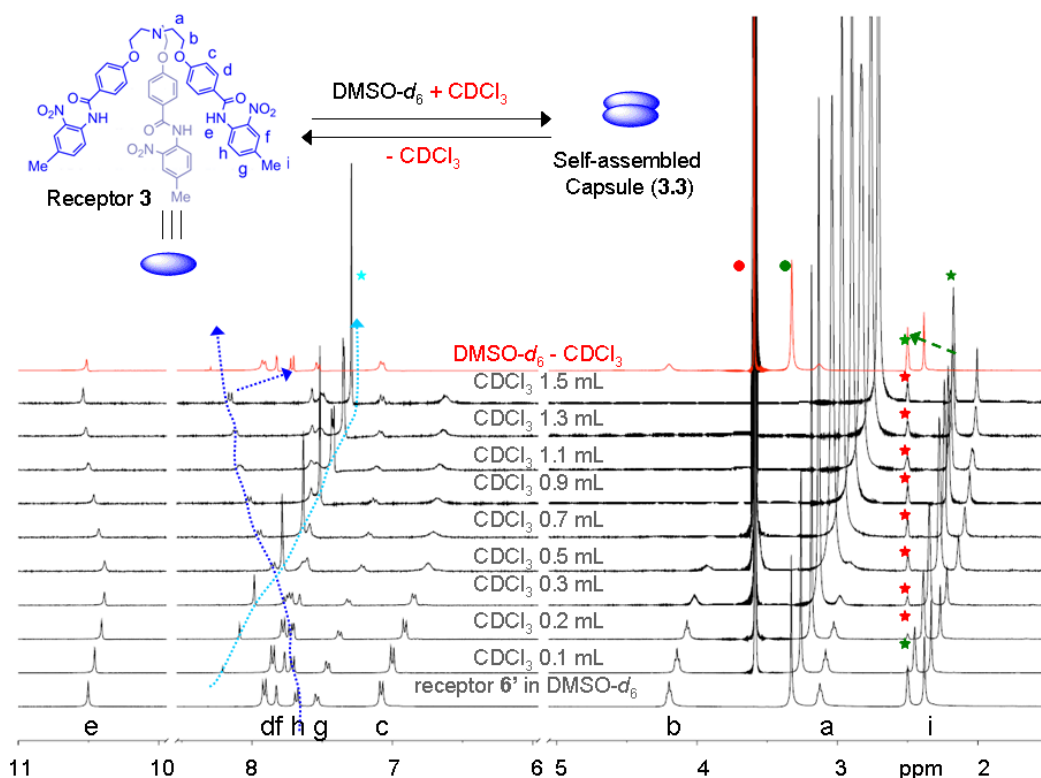 a
N
b
O
O
O
c
d
NO2
O
O
NO2
HN
NH
e
f
O
NH
h
g
NO2
Me
Me
i
Me
Receptor 3
DMSO-d6 + CDCl3
- CDCl3
Self-assembled
Capsule (3.3)
DMSO-d6 - CDCl3
CDCl3 1.5 mL
CDCl3 1.3 mL
CDCl3 1.1 mL
CDCl3 0.9 mL
CDCl3 0.7 mL
CDCl3 0.5 mL
CDCl3 0.3 mL
CDCl3 0.2 mL
CDCl3 0.1 mL
receptor 6' in DMSO-d6
e
d
f
h
g
c
b
a
i
11 10 8 7 6 5 4 3 ppm 2